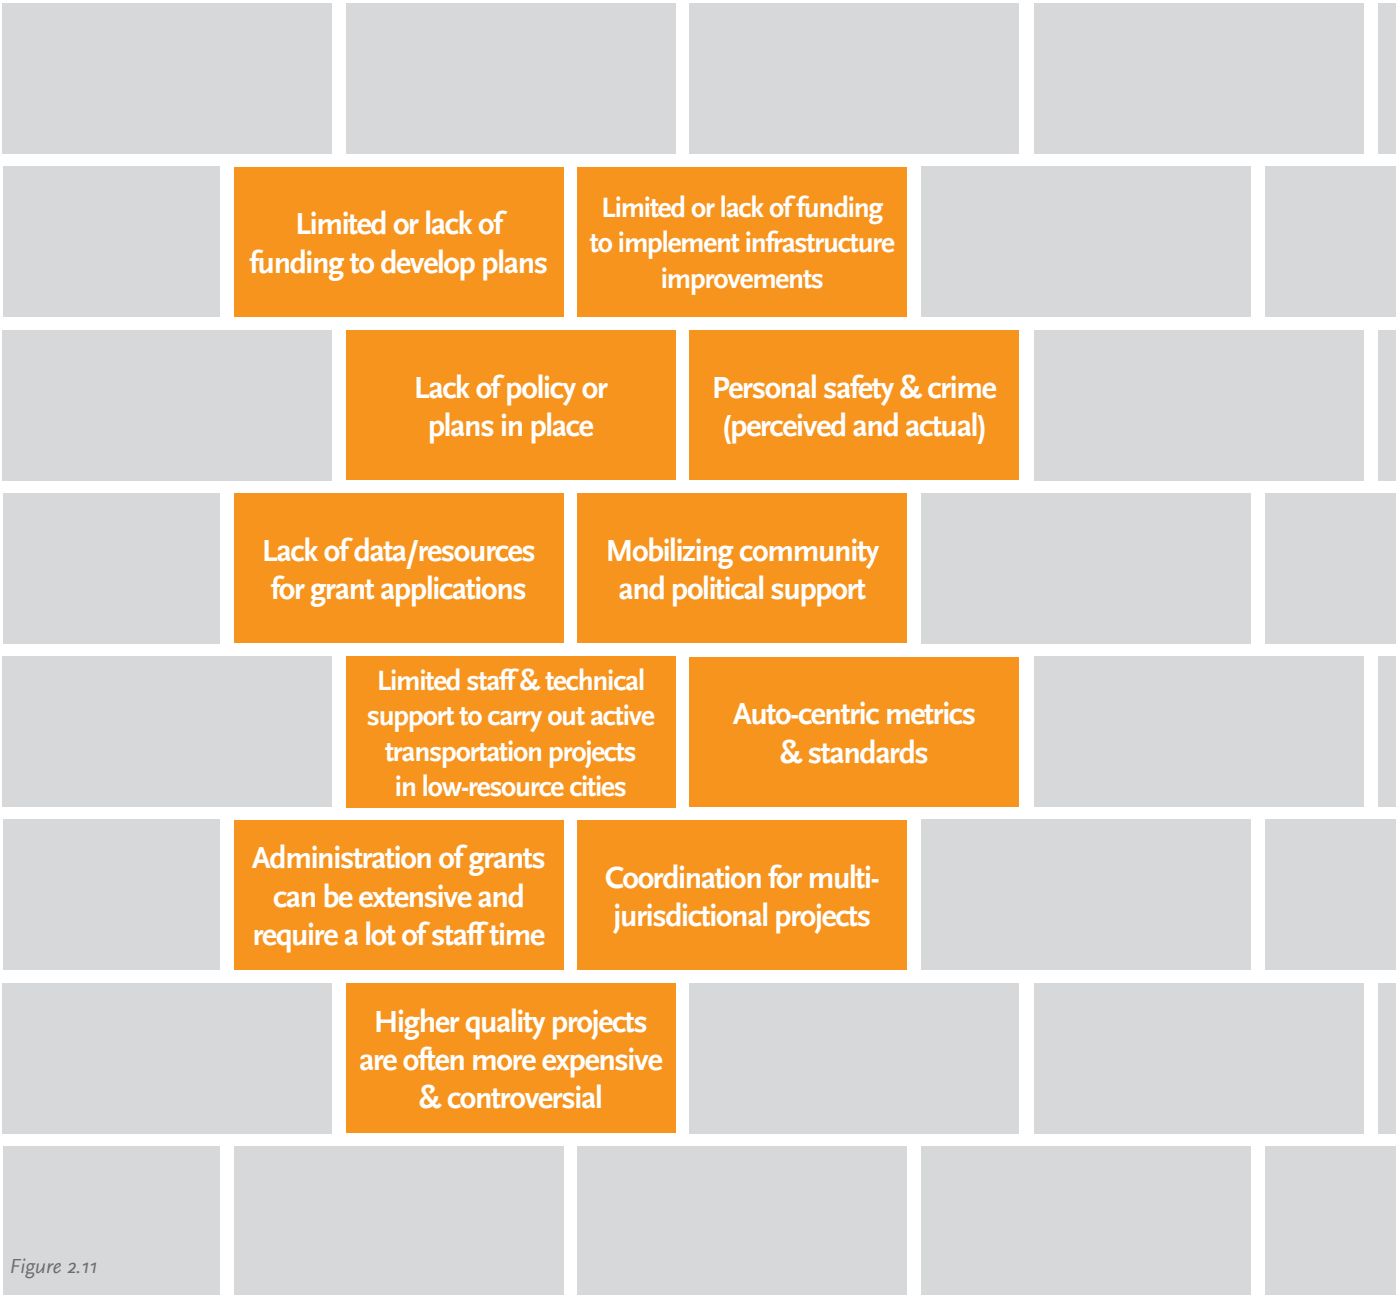 Limited or lack of
funding to develop plans
Limited or lack of funding
to implement infrastructure
improvements
Lack of policy or
plans in place
Personal safety & crime
(perceived and actual)
Lack of data/resources
for grant applications
Mobilizing community
and political support
Limited staff & technical
support to carry out active
transportation projects
in low-resource cities
Auto-centric metrics
& standards
Administration of grants
can be extensive and
require a lot of staff time
Coordination for multi-
jurisdictional projects
Higher quality projects
are often more expensive
& controversial
Figure 2.11